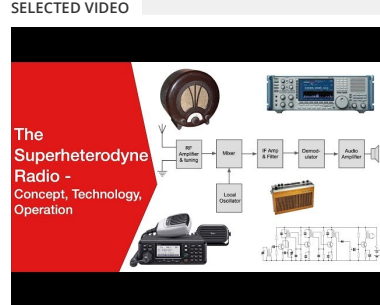 SELECTED VIDEO
The
Superheterodyne
Radio -
Concept, Technology,
Operation
RF
Amplifier
& tuning
Mixer
IF Amp
& Filter
Demod-
ulator
Audio
Amplifier
Local
Oscillator